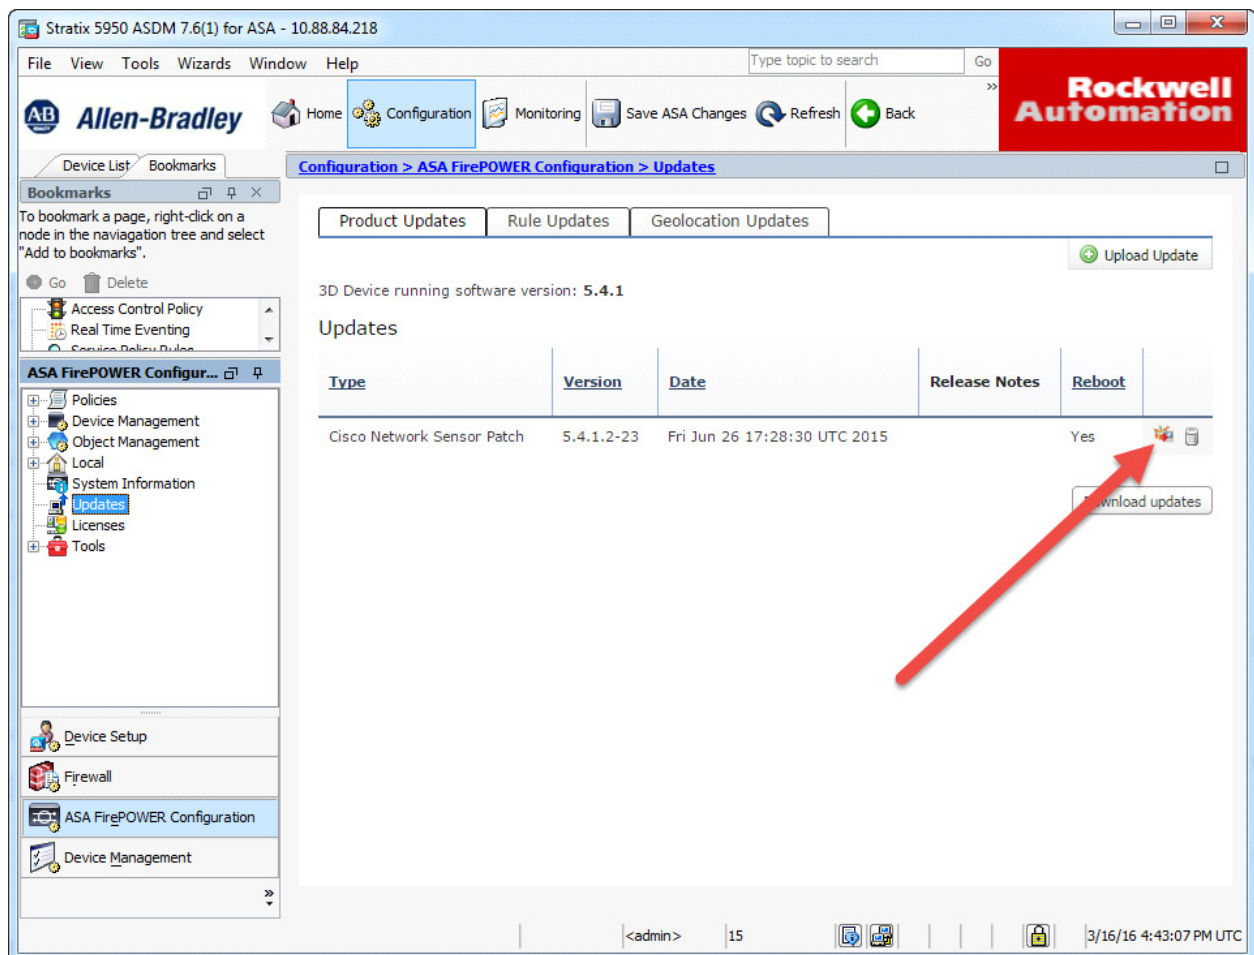 Stratix 5950 ASDM 7.6(1) for ASA - 10.88.84.218
File View Tools Wizards Window Help
Type topic to search
Go
Rockwell
Automation
AB Allen-Bradley
Home
Configuration
Monitoring
Save ASA Changes
Refresh
Back
Device List
Bookmarks
Configuration > ASA FirePOWER Configuration > Updates
Bookmarks
To bookmark a page, right-click on a
node in the naviagation tree and select
"Add to bookmarks".
Go
Delete
Access Control Policy
Real Time Eventing
Service Policy Rules
ASA FirePOWER Configur...
Policies
Device Management
Object Management
Local
System Information
Updates
Licenses
Tools
Device Setup
Firewall
ASA FirePOWER Configuration
Device Management
Product Updates
Rule Updates
Geolocation Updates
Upload Update
3D Device running software version: 5.4.1
Updates
Type Version Date Release Notes Reboot
Cisco Network Sensor Patch 5.4.1.2-23 Fri Jun 26 17:28:30 UTC 2015 Yes
Download updates
<admin> 15 3/16/16 4:43:07 PM UTC